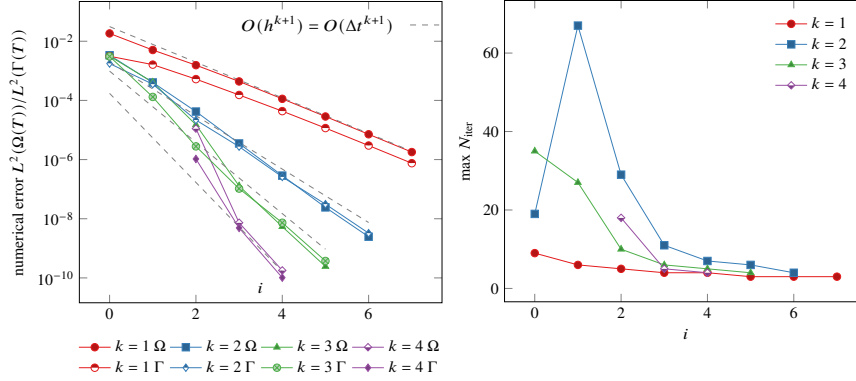 O(h^{k+1}) = O(Δt^{k+1})
numerical error L^2(Ω(T))/L^2(Γ(T))
10^{-2}
10^{-4}
10^{-6}
10^{-8}
10^{-10}
0 2 4 6
i
k = 1 Ω k = 2 Ω k = 3 Ω k = 4 Ω
k = 1 Γ k = 2 Γ k = 3 Γ k = 4 Γ
max N_{iter}
60
40
20
0
0 2 4 6
i
k = 1
k = 2
k = 3
k = 4